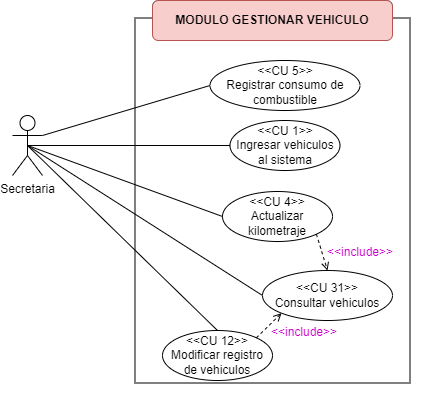 MODULO GESTIONAR VEHICULO
<<CU 5>>
Registrar consumo de
combustible
<<CU 1>>
Ingresar vehiculos
al sistema
Secretaria
<<CU 4>>
Actualizar
kilometraje
<<include>>
<<CU 31>>
Consultar vehiculos
<<include>>
<<CU 12>>
Modificar registro
de vehiculos